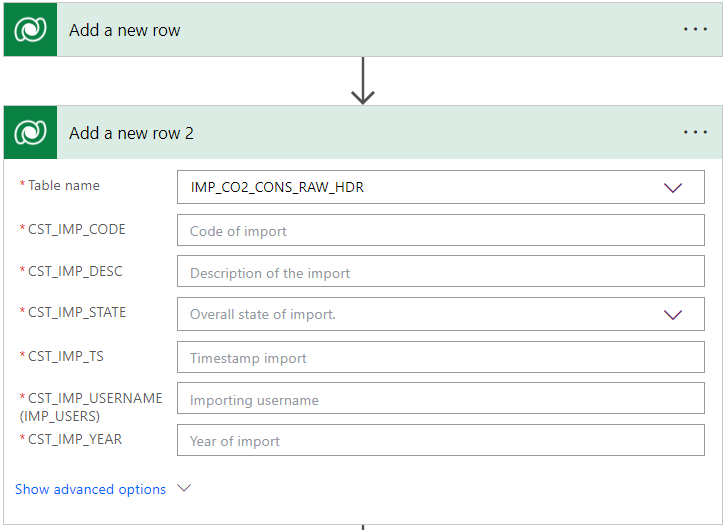 Add a new row
Add a new row 2
* Table name
IMP_CO2_CONS_RAW_HDR
* CST_IMP_CODE
Code of import
* CST_IMP_DESC
Description of the import
* CST_IMP_STATE
Overall state of import.
* CST_IMP_TS
Timestamp import
* CST_IMP_USERNAME
(IMP_USERS)
Importing username
* CST_IMP_YEAR
Year of import
Show advanced options